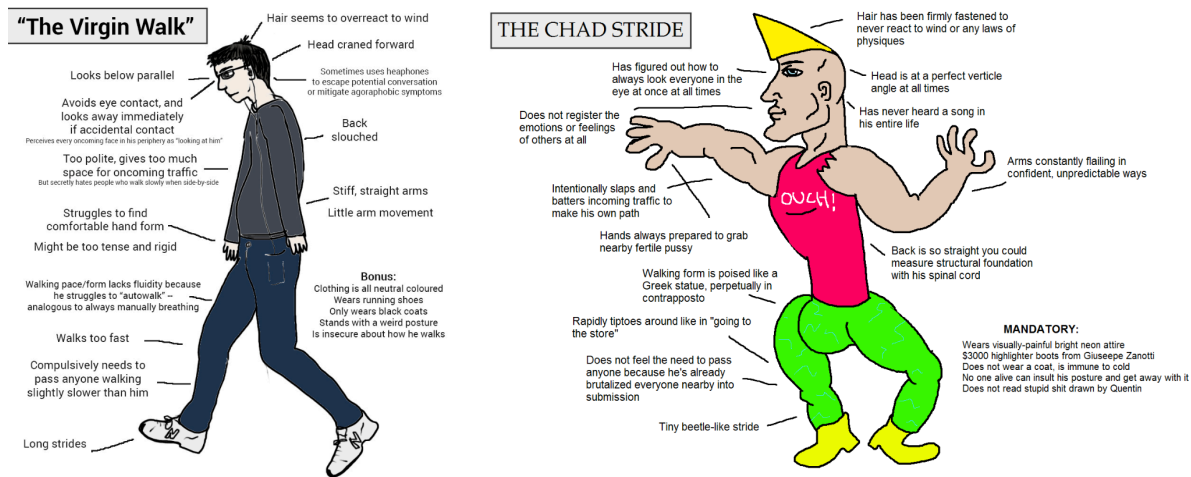 “The Virgin Walk”
Hair seems to overreact to wind
Head craned forward
Looks below parallel
Sometimes uses heaphones
to escape potential conversation
or mitigate agoraphobic symptoms
Avoids eye contact, and
looks away immediately
if accidental contact
Perceives every oncoming face in his periphery as "looking at him"
Back
slouched
Too polite, gives too much
space for oncoming traffic
But secretly hates people who walk slowly when side-by-side
Stiff, straight arms
Little arm movement
Struggles to find
comfortable hand form
Might be too tense and rigid
Walking pace/form lacks fluidity because
he struggles to “autowalk” –
analogous to always manually breathing
Bonus:
Clothing is all neutral coloured
Wears running shoes
Only wears black coats
Stands with a weird posture
Is insecure about how he walks
Walks too fast
Compulsively needs to
pass anyone walking
slightly slower than him
Long strides
THE CHAD STRIDE
Hair has been firmly fastened to
never react to wind or any laws of
physiques
Has figured out how to
always look everyone in the
eye at once at all times
Head is at a perfect verticle
angle at all times
Does not register the
emotions or feelings
of others at all
Has never heard a song in
his entire life
Arms constantly flailing in
confident, unpredictable ways
Intentionally slaps and
batters incoming traffic to
make his own path
OUCH!
Hands always prepared to grab
nearby fertile pussy
Back is so straight you could
measure structural foundation
with his spinal cord
Walking form is poised like a
Greek statue, perpetually in
contrapposto
Rapidly tiptoes around like in "going to
the store"
Does not feel the need to pass
anyone because he's already
brutalized everyone nearby into
submission
Tiny beetle-like stride
MANDATORY:
Wears visually-painful bright neon attire
$3000 highlighter boots from Giuseepe Zanotti
Does not wear a coat, is immune to cold
No one alive can insult his posture and get away with it
Does not read stupid shit drawn by Quentin